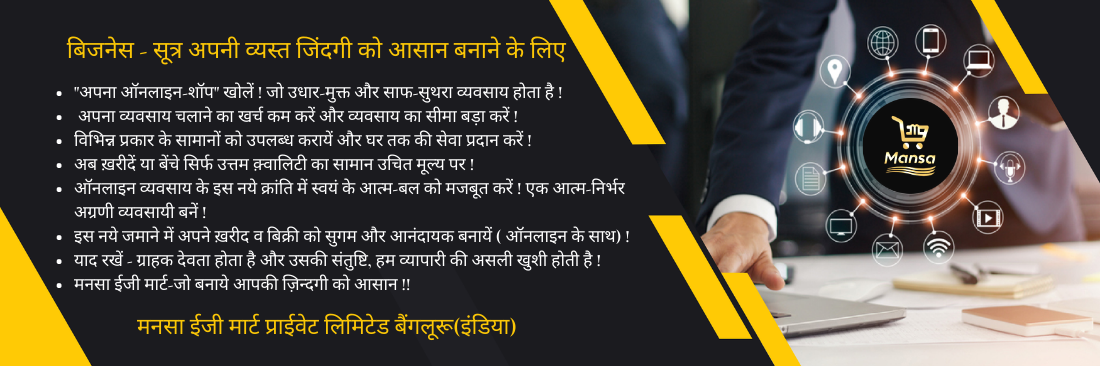 बिजनेस - सूत्र अपनी व्यस्त जिंदगी को आसान बनाने के लिए
• "अपना ऑनलाइन-शॉप" खोलें ! जो उधार-मुक्त और साफ-सुथरा व्यवसाय होता है !
• अपना व्यवसाय चलाने का खर्च कम करें और व्यवसाय का सीमा बड़ा करें !
• विभिन्न प्रकार के सामानों को उपलब्ध करायें और घर तक की सेवा प्रदान करें !
• अब ख़रीदें या बेंचे सिर्फ उत्तम क़्वालिटी का सामान उचित मूल्य पर !
• ऑनलाइन व्यवसाय के इस नये क्रांति में स्वयं के आत्म-बल को मजबूत करें ! एक आत्म-निर्भर
अग्रणी व्यवसायी बनें !
• इस नये जमाने में अपने ख़रीद व बिक्री को सुगम और आनंदायक बनायें ( ऑनलाइन के साथ) !
• याद रखें - ग्राहक देवता होता है और उसकी संतुष्टि, हम व्यापारी की असली खुशी होती है !
• मनसा ईजी मार्ट-जो बनाये आपकी ज़िन्दगी को आसान !!
मनसा ईजी मार्ट प्राईवेट लिमिटेड बैंगलूरू(इंडिया)
Mansa